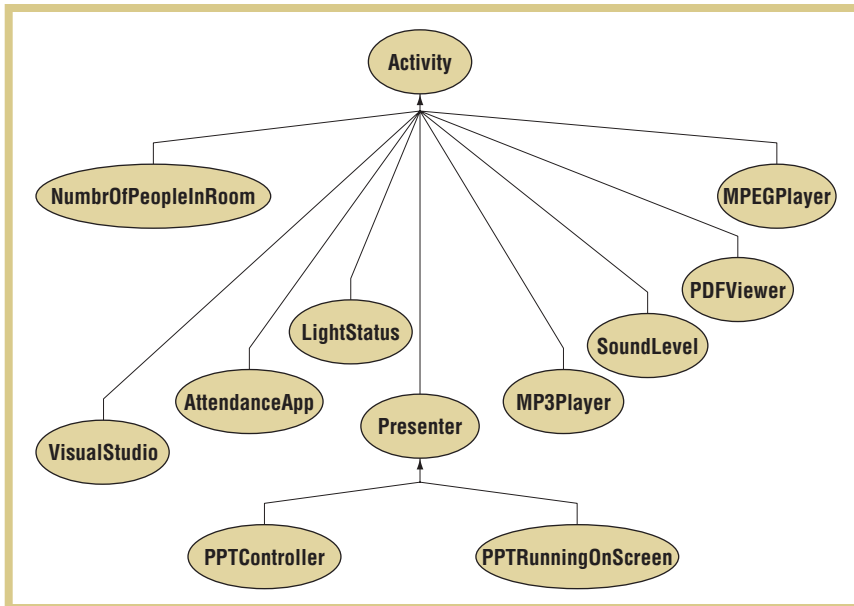 Activity
NumbrOfPeopleInRoom
MPEGPlayer
PDFViewer
LightStatus
SoundLevel
AttendanceApp
MP3Player
Presenter
VisualStudio
PPTController
PPTRunningOnScreen